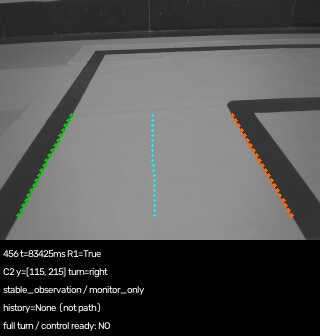 456 t=83425ms R1=True
C2 y=[115, 215] turn=right
stable_observation / monitor_only
history=None (not path)
full turn / control ready: NO